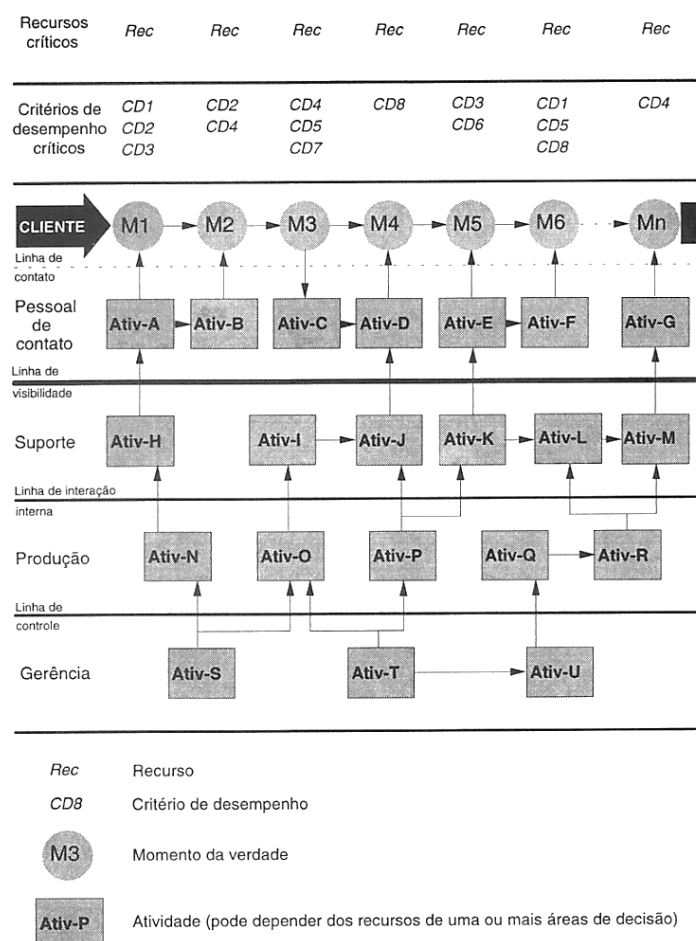 Recursos críticos Rec Rec Rec Rec Rec Rec Rec
Critérios de desempenho críticos
CD1 CD2 CD4 CD8 CD3 CD1 CD4
CD2 CD4 CD5 CD6 CD5
CD3 CD7 CD8
CLIENTE M1 M2 M3 M4 M5 M6 Mn
Linha de
contato
Pessoal
de
contato
Ativ-A Ativ-B Ativ-C Ativ-D Ativ-E Ativ-F Ativ-G
Linha de
visibilidade
Suporte Ativ-H Ativ-I Ativ-J Ativ-K Ativ-L Ativ-M
Linha de interação
interna
Produção Ativ-N Ativ-O Ativ-P Ativ-Q Ativ-R
Linha de
controle
Gerência Ativ-S Ativ-T Ativ-U
Rec Recurso
CD8 Critério de desempenho
M3 Momento da verdade
Ativ-P Atividade (pode depender dos recursos de uma ou mais áreas de decisão)